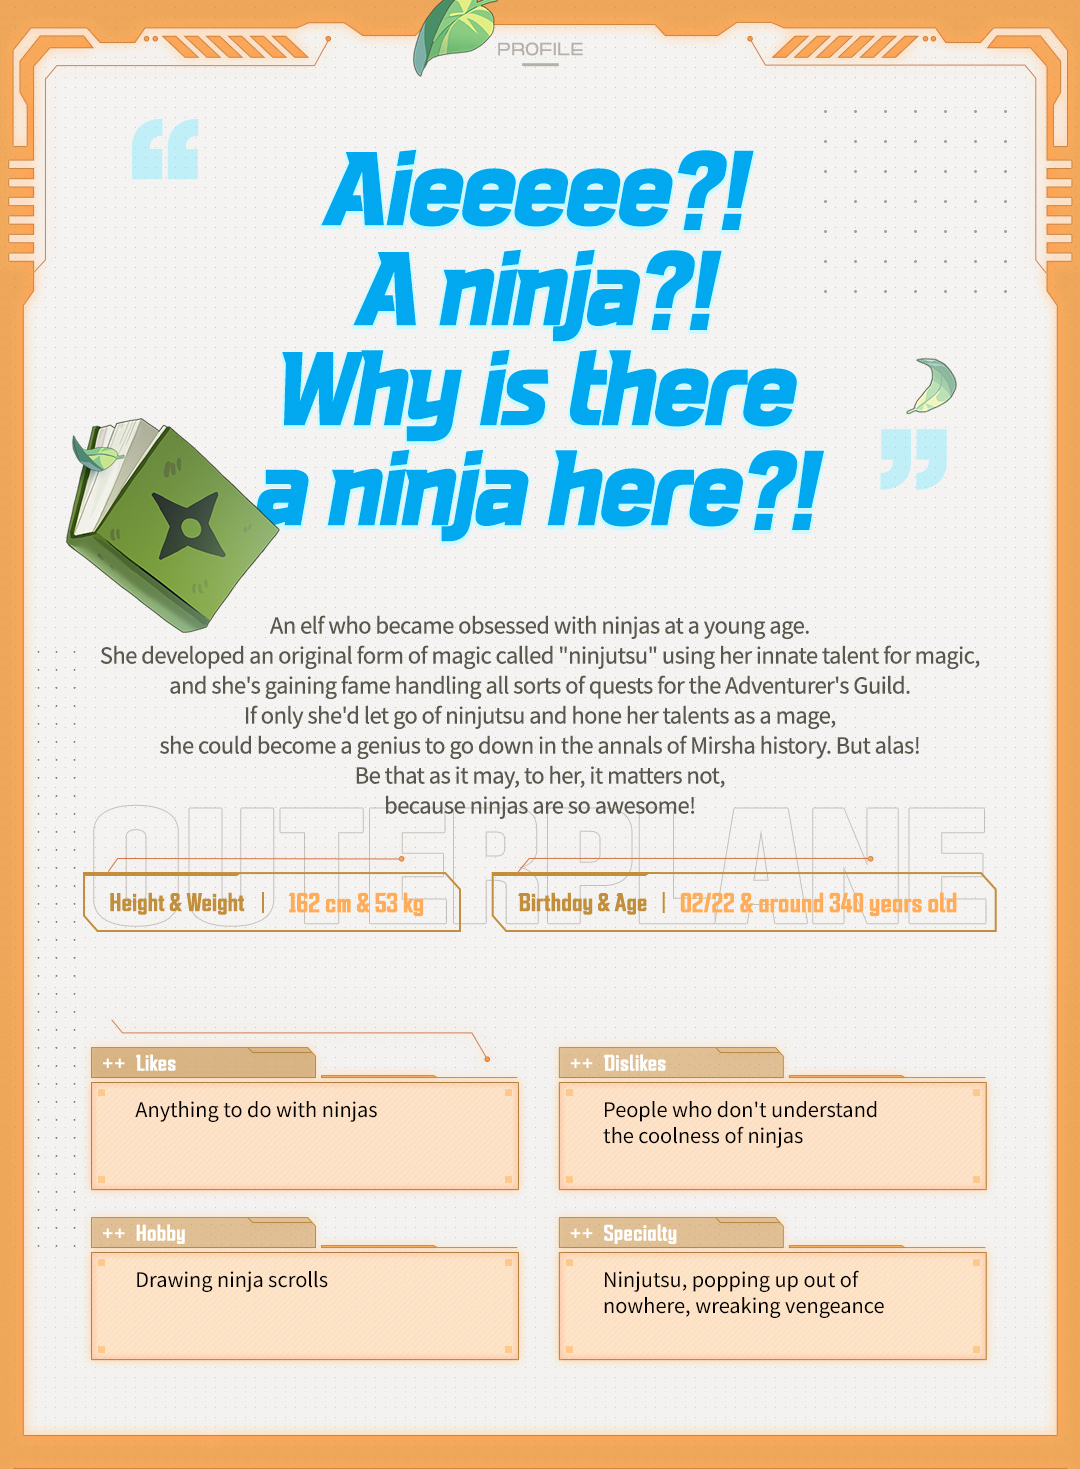 PROFILE
Aieeeee?!
A ninja?!
Why is there
a ninja here?!
An elf who became obsessed with ninjas at a young age.
She developed an original form of magic called "ninjutsu" using her innate talent for magic,
and she's gaining fame handling all sorts of quests for the Adventurer's Guild.
If only she'd let go of ninjutsu and hone her talents as a mage,
she could become a genius to go down in the annals of Mirsha history. But alas!
Be that as it may, to her, it matters not,
because ninjas are so awesome!
OUTERPLANE
Height & Weight | 162 cm & 53 kg
Birthday & Age | 02/22 & around 340 years old
++ Likes
Anything to do with ninjas
++ Dislikes
People who don't understand
the coolness of ninjas
++ Hobby
Drawing ninja scrolls
++ Specialty
Ninjutsu, popping up out of
nowhere, wreaking vengeance